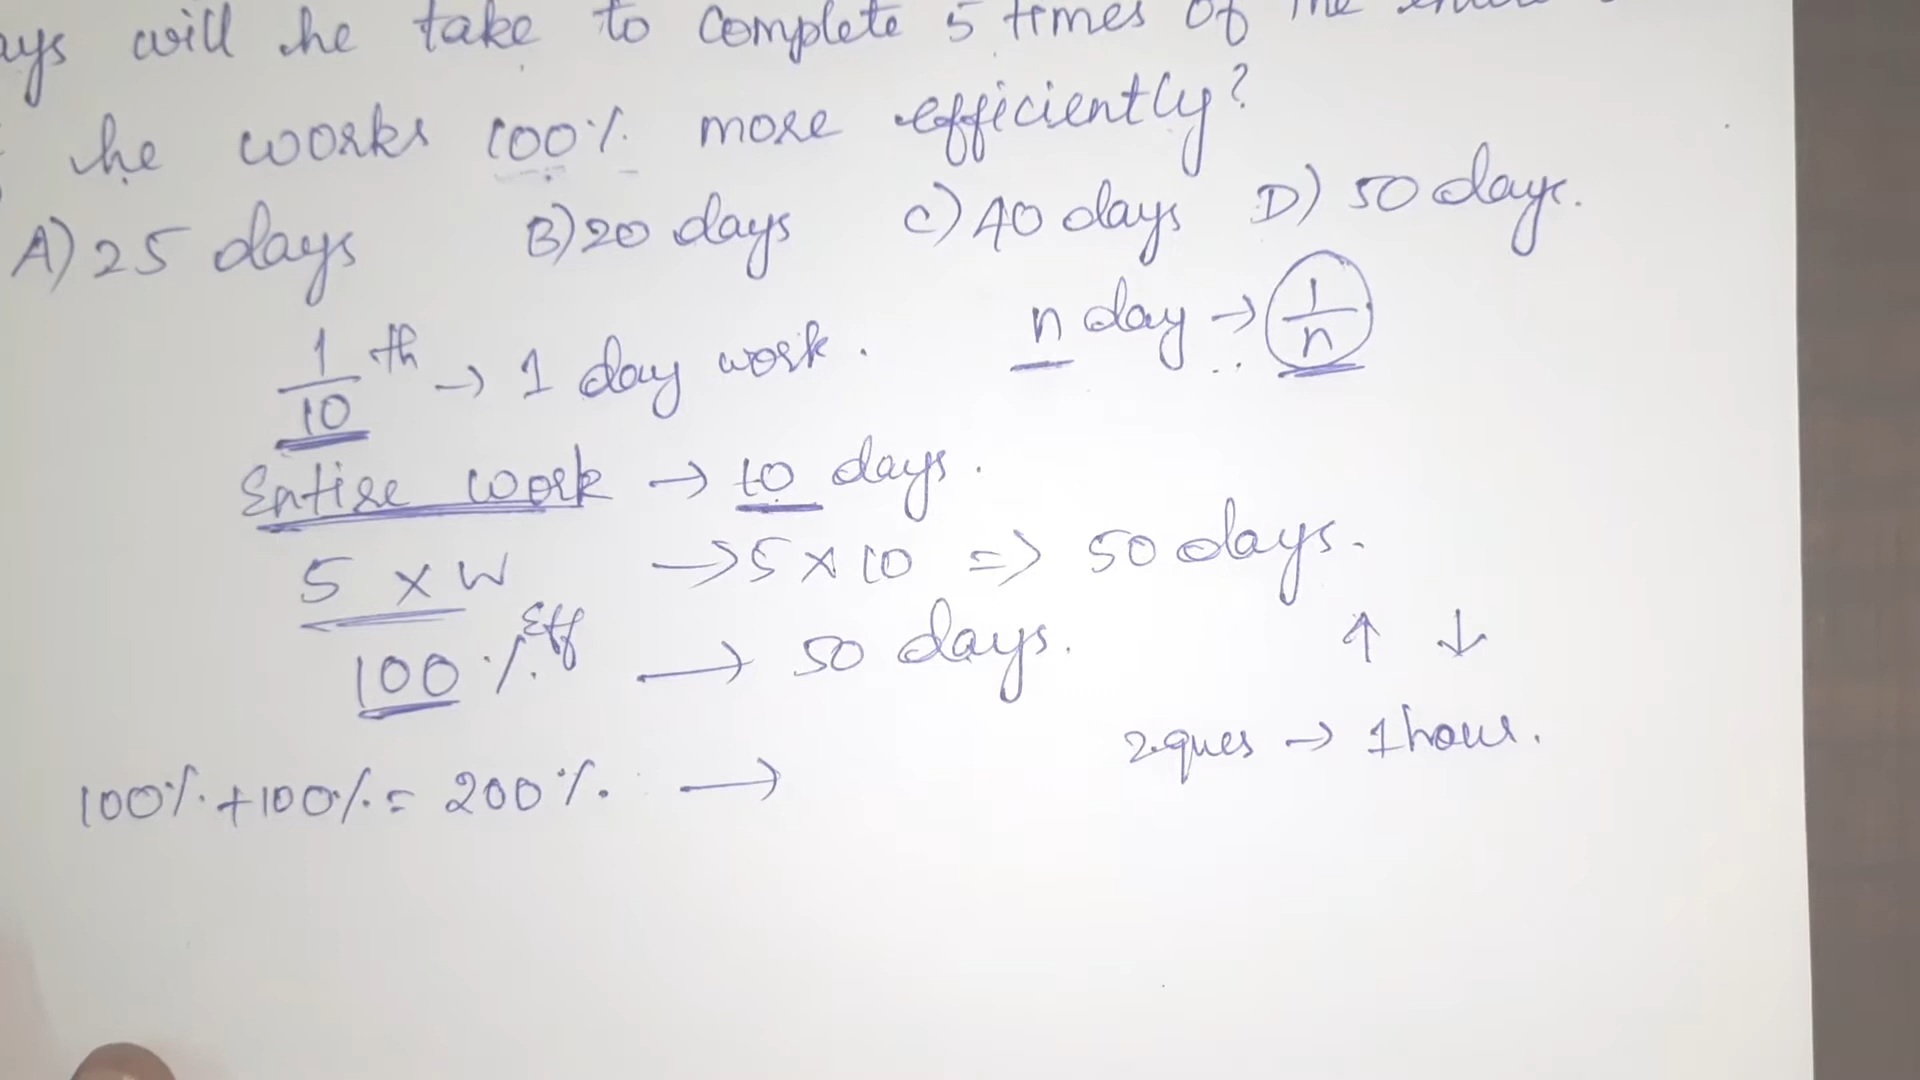 will he take to complete 5 times of the
he works 100% more efficiently?
A) 25 days B) 20 days C) 40 days D) 50 days.
1/10 th → 1 day work. n day → 1/n
Entire work → 10 days.
5 × W → 5 × 10 => 50 days.
100% Eff → 50 days. ↑ ↓
2 ques → 1 hour.
100% + 100% = 200% →